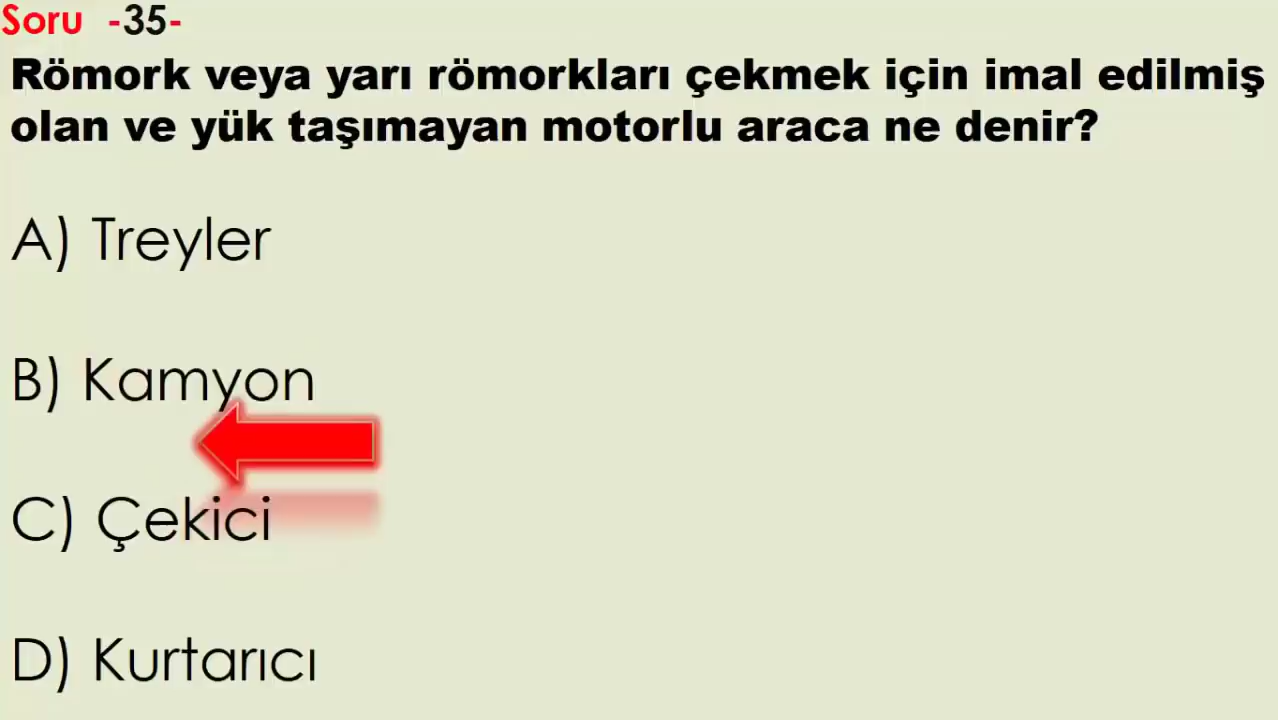 Soru -35-
Römork veya yarı römorkları çekmek için imal edilmiş
olan ve yük taşımayan motorlu araca ne denir?
A) Treyler
B) Kamyon
C) Çekici
D) Kurtarıcı